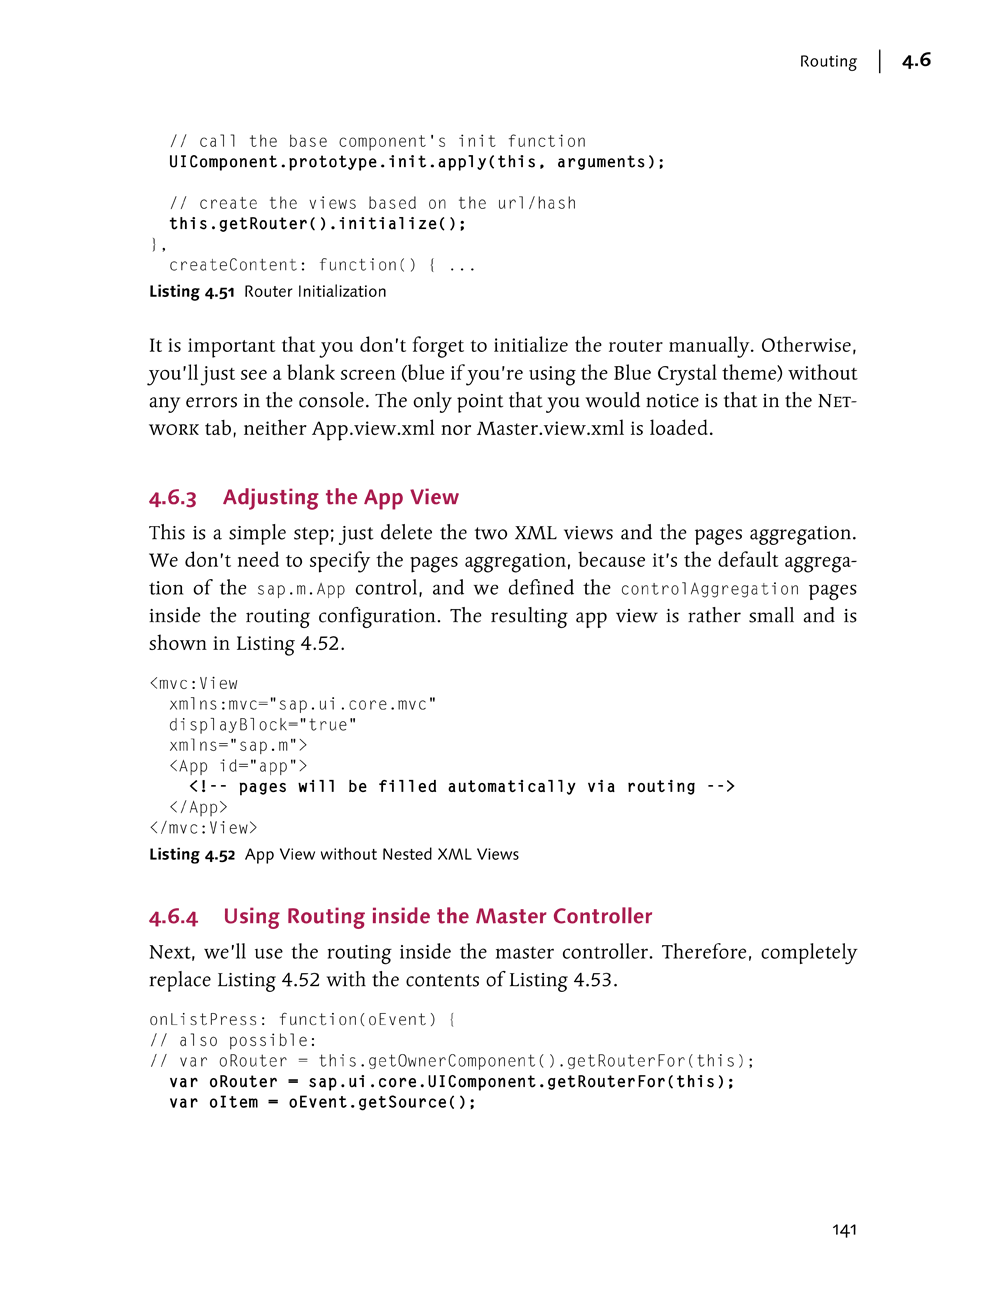 Routing | 4.6
// call the base component's init function
UIComponent.prototype.init.apply(this, arguments);
// create the views based on the url/hash
this.getRouter().initialize();
},
createContent: function() { ...
Listing 4.51 Router Initialization
It is important that you don't forget to initialize the router manually. Otherwise,
you'll just see a blank screen (blue if you're using the Blue Crystal theme) without
any errors in the console. The only point that you would notice is that in the NET-
WORK tab, neither App.view.xml nor Master.view.xml is loaded.
4.6.3 Adjusting the App View
This is a simple step; just delete the two XML views and the pages aggregation.
We don't need to specify the pages aggregation, because it's the default aggrega-
tion of the sap.m.App control, and we defined the controlAggregation pages
inside the routing configuration. The resulting app view is rather small and is
shown in Listing 4.52.
<mvc:View
xmlns:mvc="sap.ui.core.mvc"
displayBlock="true"
xmlns="sap.m">
<App id="app">
<!-- pages will be filled automatically via routing -->
</App>
</mvc:View>
Listing 4.52 App View without Nested XML Views
4.6.4 Using Routing inside the Master Controller
Next, we'll use the routing inside the master controller. Therefore, completely
replace Listing 4.52 with the contents of Listing 4.53.
onListPress: function(oEvent) {
// also possible:
// var oRouter = this.getOwnerComponent().getRouterFor(this);
var oRouter = sap.ui.core.UIComponent.getRouterFor(this);
var oItem = oEvent.getSource();
141